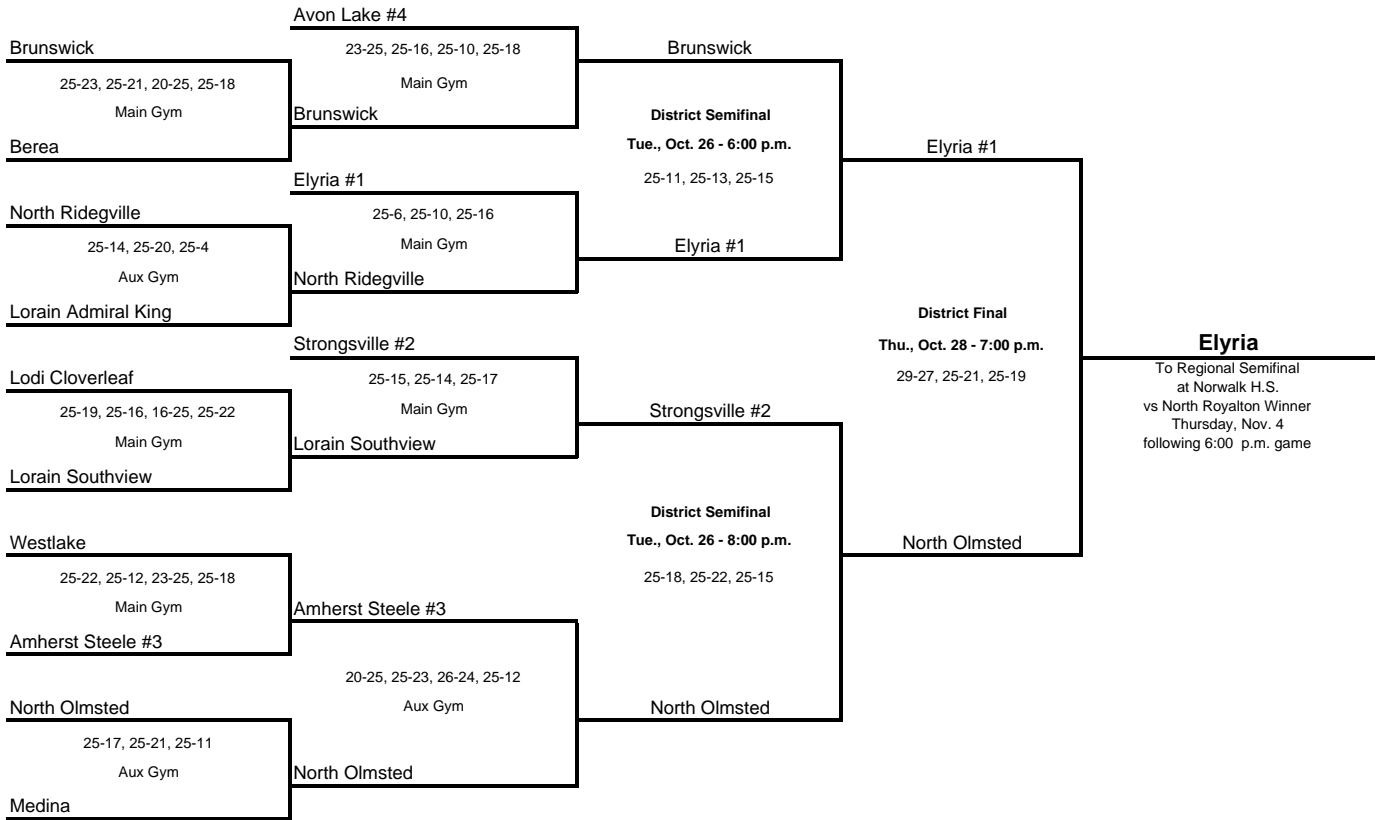 Avon Lake #4
Brunswick
23-25, 25-16, 25-10, 25-18
Brunswick
25-23, 25-21, 20-25, 25-18
Main Gym
Main Gym
Brunswick
District Semifinal
Berea
Tue., Oct. 26 - 6:00 p.m.
Elyria #1
Elyria #1
25-11, 25-13, 25-15
North Ridegville
25-6, 25-10, 25-16
25-14, 25-20, 25-4
Main Gym
Elyria #1
Aux Gym
North Ridegville
Lorain Admiral King
District Final
Strongsville #2
Thu., Oct. 28 - 7:00 p.m.
Elyria
To Regional Semifinal
at Norwalk H.S.
vs North Royalton Winner
Thursday, Nov. 4
following 6:00 p.m. game
Lodi Cloverleaf
25-15, 25-14, 25-17
29-27, 25-21, 25-19
25-19, 25-16, 16-25, 25-22
Main Gym
Strongsville #2
Main Gym
Lorain Southview
Lorain Southview
District Semifinal
Westlake
Tue., Oct. 26 - 8:00 p.m.
North Olmsted
25-22, 25-12, 23-25, 25-18
25-18, 25-22, 25-15
Main Gym
Amherst Steele #3
Amherst Steele #3
20-25, 25-23, 26-24, 25-12
North Olmsted
Aux Gym
North Olmsted
25-17, 25-21, 25-11
Aux Gym
North Olmsted
Medina